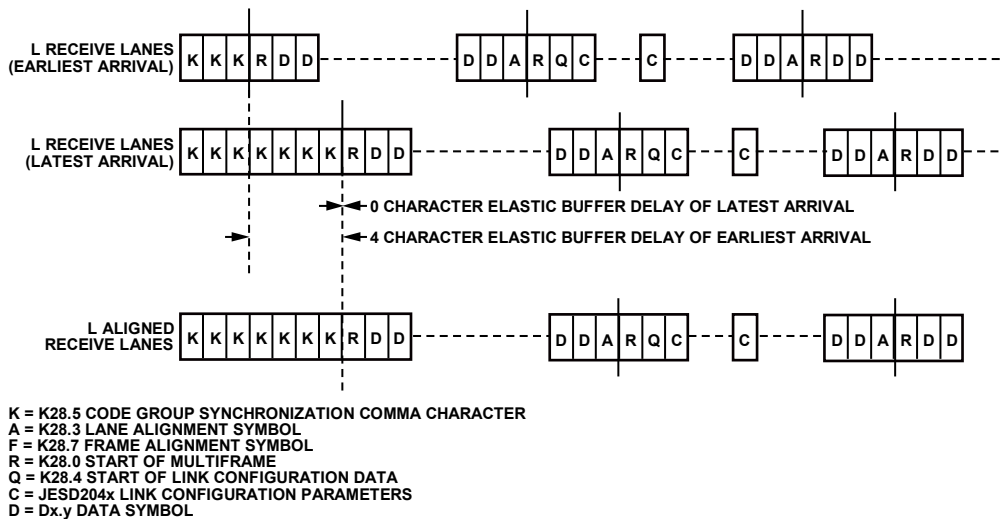 L RECEIVE LANES
(EARLIEST ARRIVAL)
K K K R D D
D D A R Q C
C
D D A R D D
L RECEIVE LANES
(LATEST ARRIVAL)
K K K K K K K R D D
D D A R Q C
C
D D A R D D
0 CHARACTER ELASTIC BUFFER DELAY OF LATEST ARRIVAL
4 CHARACTER ELASTIC BUFFER DELAY OF EARLIEST ARRIVAL
L ALIGNED
RECEIVE LANES
K K K K K K K R D D
D D A R Q C
C
D D A R D D
K = K28.5 CODE GROUP SYNCHRONIZATION COMMA CHARACTER
A = K28.3 LANE ALIGNMENT SYMBOL
F = K28.7 FRAME ALIGNMENT SYMBOL
R = K28.0 START OF MULTIFRAME
Q = K28.4 START OF LINK CONFIGURATION DATA
C = JESD204x LINK CONFIGURATION PARAMETERS
D = Dx.y DATA SYMBOL